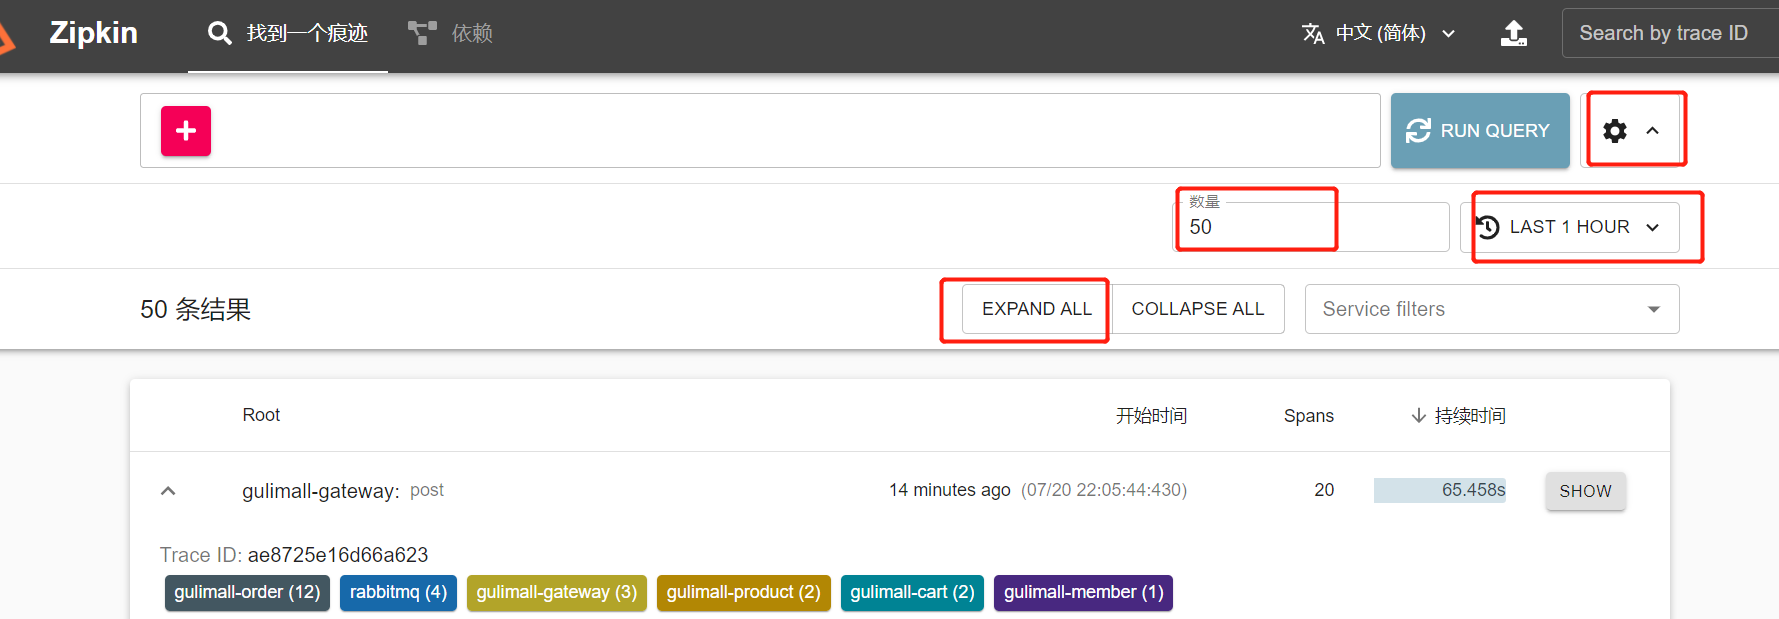 Zipkin 找到一个痕迹 依赖 中文 (简体) Search by trace ID
RUN QUERY
数量
50 LAST 1 HOUR
50 条结果 EXPAND ALL COLLAPSE ALL Service filters
Root 开始时间 Spans 持续时间
gulimall-gateway: post 14 minutes ago (07/20 22:05:44:430) 20 65.458s SHOW
Trace ID: ae8725e16d66a623
gulimall-order (12) rabbitmq (4) gulimall-gateway (3) gulimall-product (2) gulimall-cart (2) gulimall-member (1)